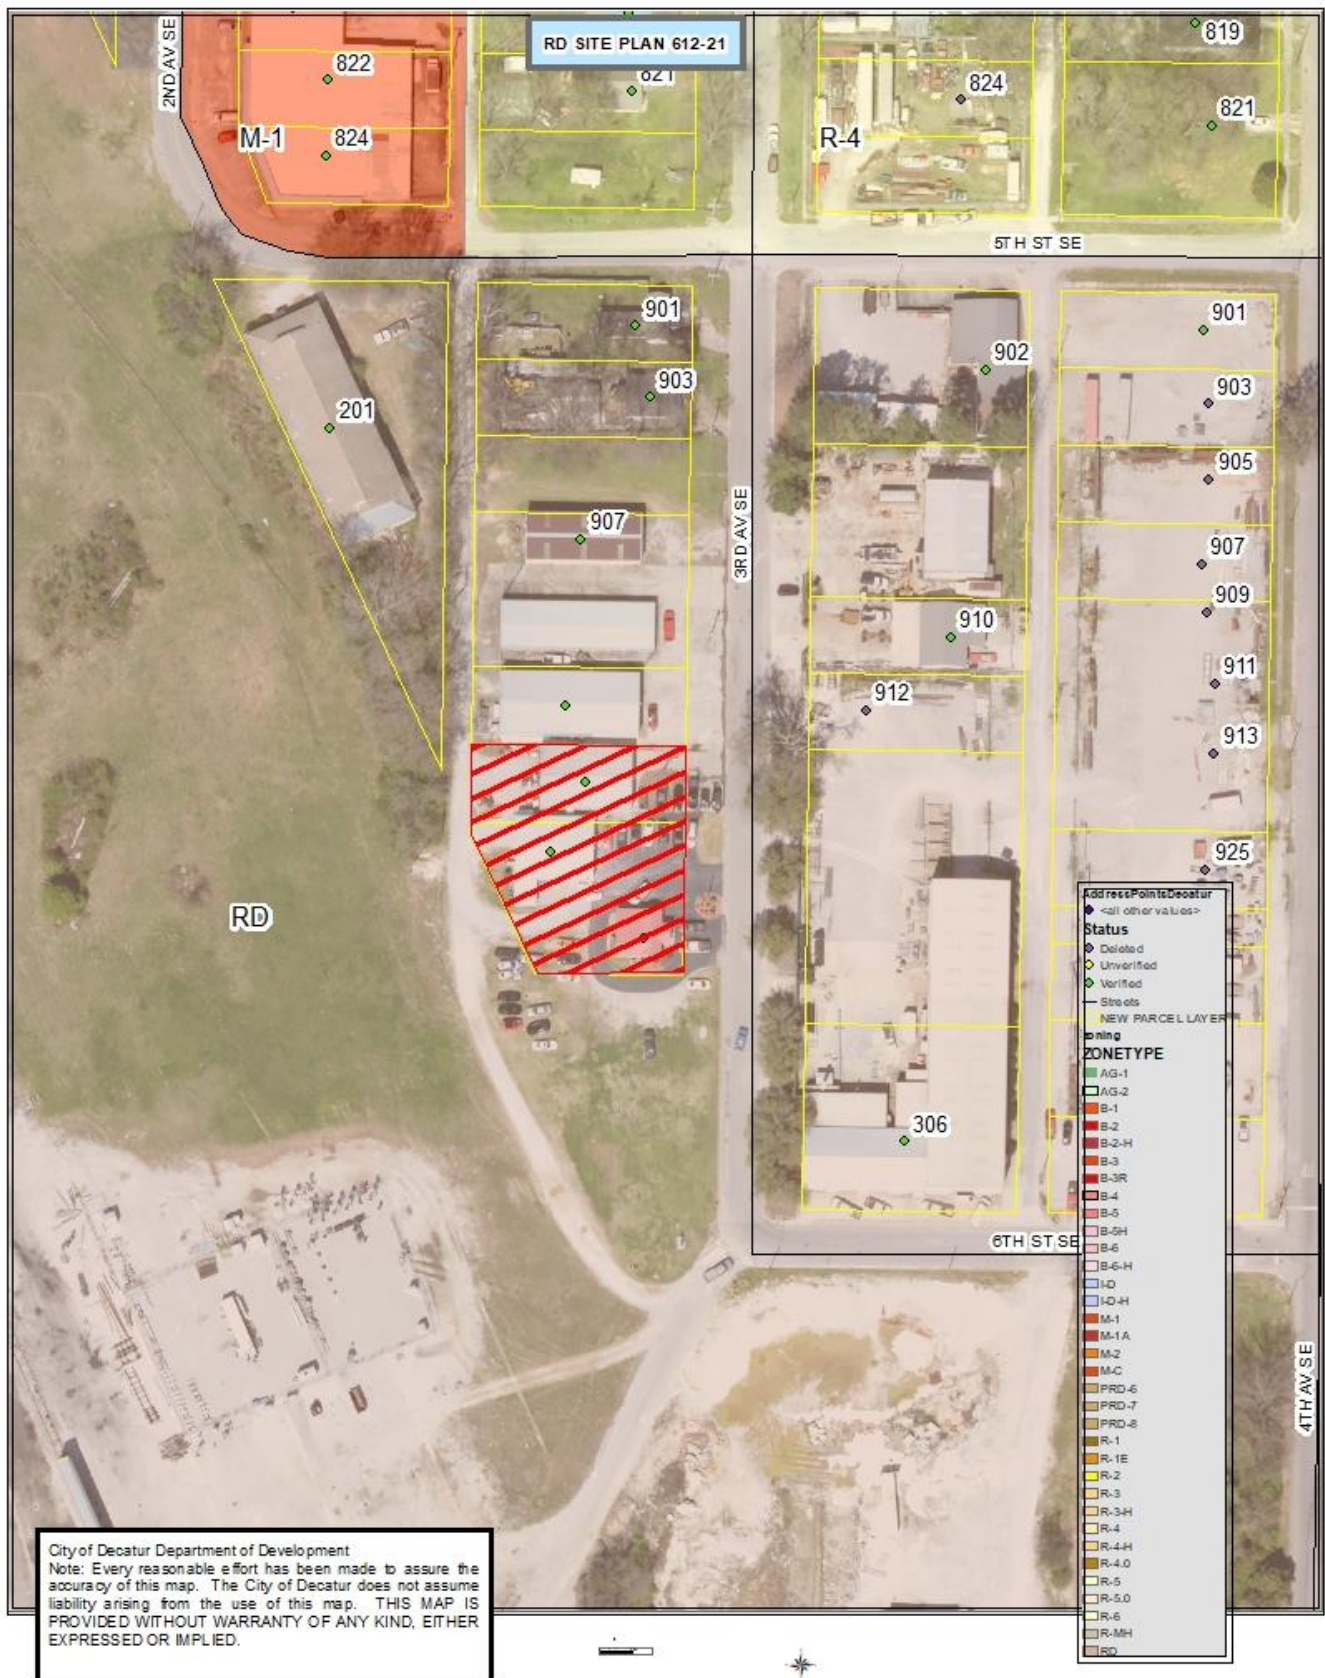 RD SITE PLAN 612-21
2ND AV SE
822
824
M-1
821
824
R-4
819
821
5TH ST SE
901
903
201
907
3RD AV SE
902
910
912
901
903
905
907
909
911
913
925
RD
306
6TH ST SE
4TH AV SE
AddressPointsDecatur
<all other values>
Status
Deleted
Unverified
Verified
Streets
NEW PARCEL LAYER
zoning
ZONETYPE
AG-1
AG-2
B-1
B-2
B-2-H
B-3
B-3R
B-4
B-5
B-5H
B-6
B-6-H
I-D
I-D-H
M-1
M-1A
M-2
M-C
PRD-6
PRD-7
PRD-8
R-1
R-1E
R-2
R-3
R-3-H
R-4
R-4-H
R-4.0
R-5
R-5.0
R-6
R-MH
RD
City of Decatur Department of Development
Note: Every reasonable effort has been made to assure the
accuracy of this map. The City of Decatur does not assume
liability arising from the use of this map. THIS MAP IS
PROVIDED WITHOUT WARRANTY OF ANY KIND, EITHER
EXPRESSED OR IMPLIED.